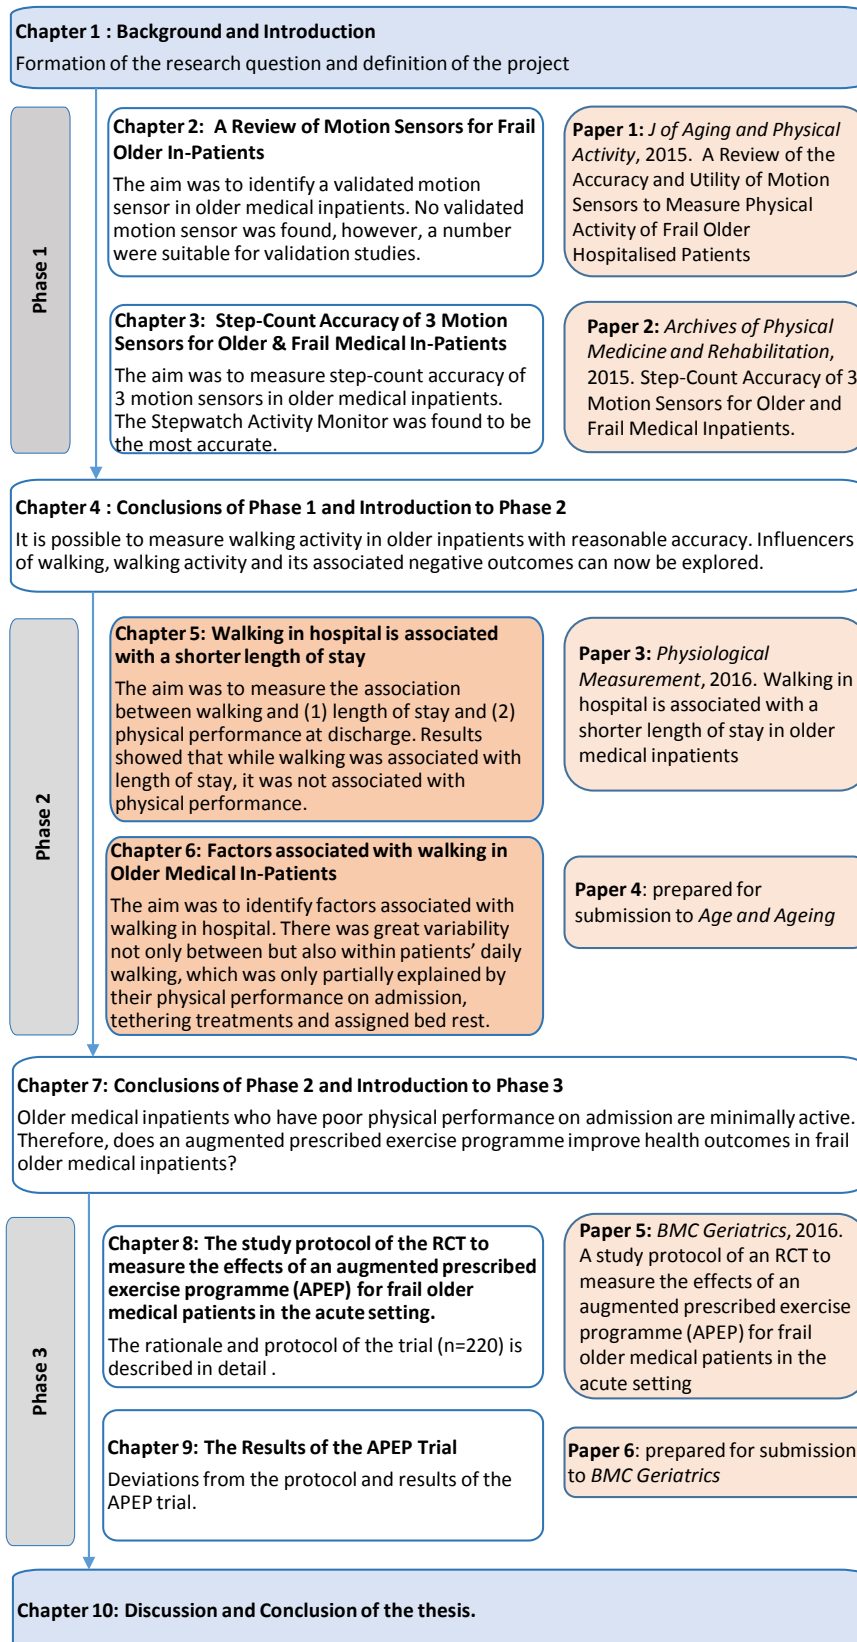 Chapter 1 : Background and Introduction
Formation of the research question and definition of the project
Phase 1
Chapter 2:  A Review of Motion Sensors for Frail
Older In-Patients
The aim was to identify a validated motion
sensor in older medical inpatients. No validated
motion sensor was found, however, a number
were suitable for validation studies.
Paper 1: J of Aging and Physical
Activity, 2015.  A Review of the
Accuracy and Utility of Motion
Sensors to Measure Physical
Activity of Frail Older
Hospitalised Patients
Chapter 3:  Step-Count Accuracy of 3 Motion
Sensors for Older & Frail Medical In-Patients
The aim was to measure step-count accuracy of
3 motion sensors in older medical inpatients.
The Stepwatch Activity Monitor was found to be
the most accurate.
Paper 2: Archives of Physical
Medicine and Rehabilitation,
2015. Step-Count Accuracy of 3
Motion Sensors for Older and
Frail Medical Inpatients.
Chapter 4 : Conclusions of Phase 1 and Introduction to Phase 2
It is possible to measure walking activity in older inpatients with reasonable accuracy. Influencers
of walking, walking activity and its associated negative outcomes can now be explored.
Phase 2
Chapter 5: Walking in hospital is associated
with a shorter length of stay
The aim was to measure the association
between walking and (1) length of stay and (2)
physical performance at discharge. Results
showed that while walking was associated with
length of stay, it was not associated with
physical performance.
Paper 3: Physiological
Measurement, 2016. Walking in
hospital is associated with a
shorter length of stay in older
medical inpatients
Chapter 6: Factors associated with walking in
Older Medical In-Patients
The aim was to identify factors associated with
walking in hospital. There was great variability
not only between but also within patients' daily
walking, which was only partially explained by
their physical performance on admission,
tethering treatments and assigned bed rest.
Paper 4: prepared for
submission to Age and Ageing
Chapter 7: Conclusions of Phase 2 and Introduction to Phase 3
Older medical inpatients who have poor physical performance on admission are minimally active.
Therefore, does an augmented prescribed exercise programme improve health outcomes in frail
older medical inpatients?
Phase 3
Chapter 8: The study protocol of the RCT to
measure the effects of an augmented prescribed
exercise programme (APEP) for frail older
medical patients in the acute setting.
The rationale and protocol of the trial (n=220) is
described in detail .
Paper 5: BMC Geriatrics, 2016.
A study protocol of an RCT to
measure the effects of an
augmented prescribed exercise
programme (APEP) for frail
older medical patients in the
acute setting
Chapter 9: The Results of the APEP Trial
Deviations from the protocol and results of the
APEP trial.
Paper 6: prepared for submission
to BMC Geriatrics
Chapter 10: Discussion and Conclusion of the thesis.